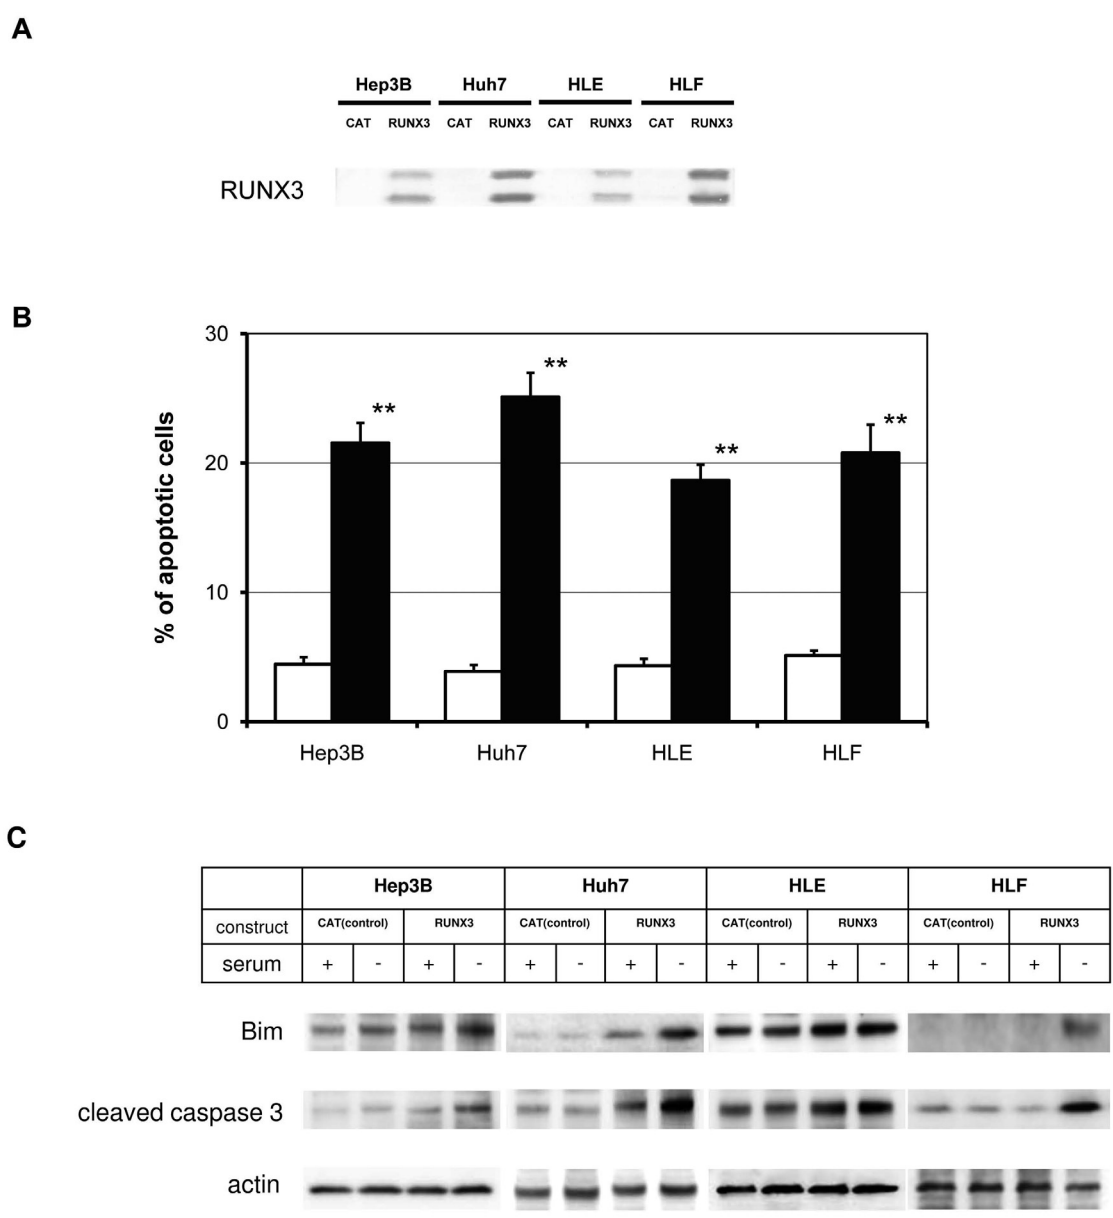 A
Hep3B Huh7 HLE HLF
CAT RUNX3 CAT RUNX3 CAT RUNX3 CAT RUNX3
RUNX3
B
30
20
10
0
% of apoptotic cells
**
**
**
**
Hep3B Huh7 HLE HLF
C
Hep3B Huh7 HLE HLF
construct CAT(control) RUNX3 CAT(control) RUNX3 CAT(control) RUNX3 CAT(control) RUNX3
serum + - + - + - + - + - + - + - + -
Bim
cleaved caspase 3
actin